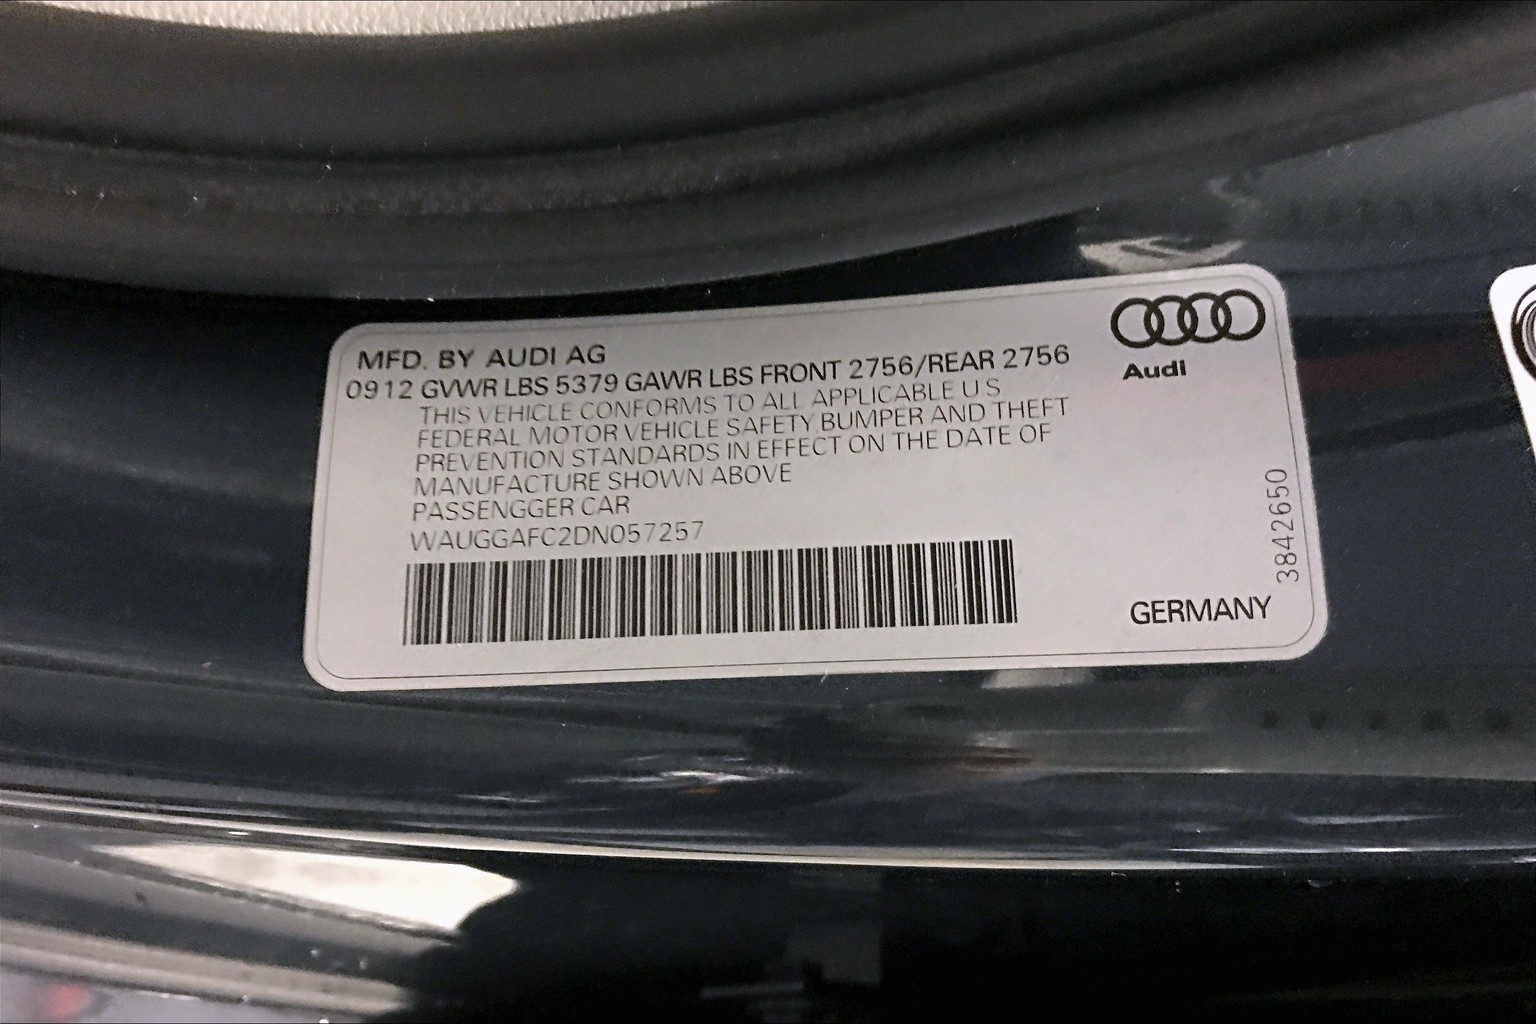 MFD. BY AUDI AG
0912 GVWR LBS 5379 GAWR LBS FRONT 2756/REAR 2756
THIS VEHICLE CONFORMS TO ALL APPLICABLE U.S
FEDERAL MOTOR VEHICLE SAFETY.BUMPER AND THEFT
PREVENTION STANDARDS IN EFFECT ON THE DATE OF
MANUFACTURE SHOWN ABOVE
PASSENGGER CAR
WAUGGAFC2DN057257
Audi
3842650
GERMANY